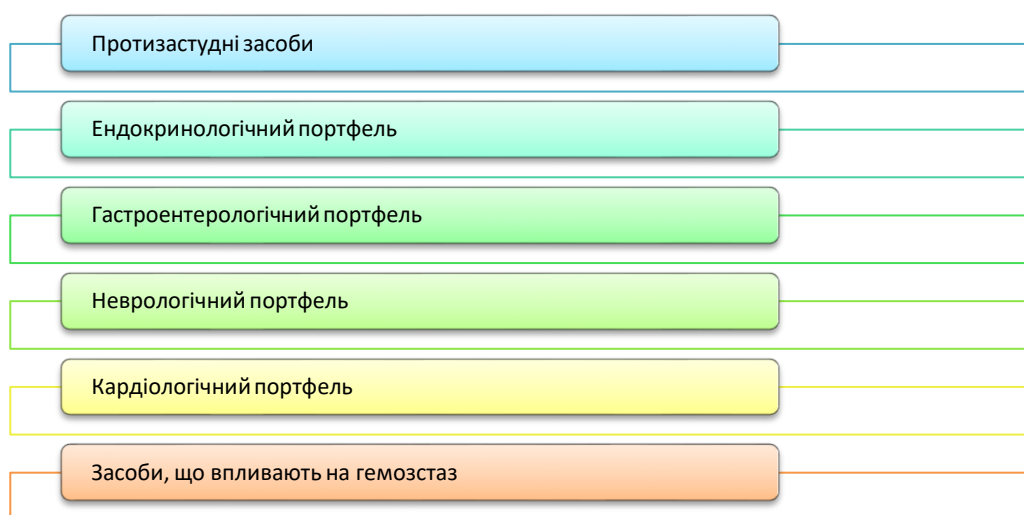 Протизастудні засоби
Ендокринологічний портфель
Гастроентерологічний портфель
Неврологічний портфель
Кардіологічний портфель
Засоби, що впливають на гемозстаз